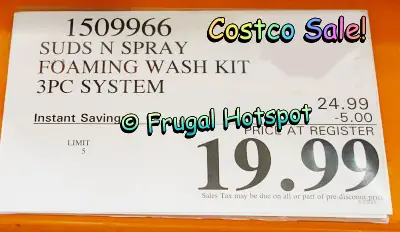 Costco Sale!
1509966
SUDS N SPRAY
FOAMING WASH KIT
3PC SYSTEM
24.99
Instant Saving -5.00
© Frugal Hotspot
PRICE AT REGISTER
LIMIT
5
19.99
Sales Tax may be due on all or part of pre-discount price